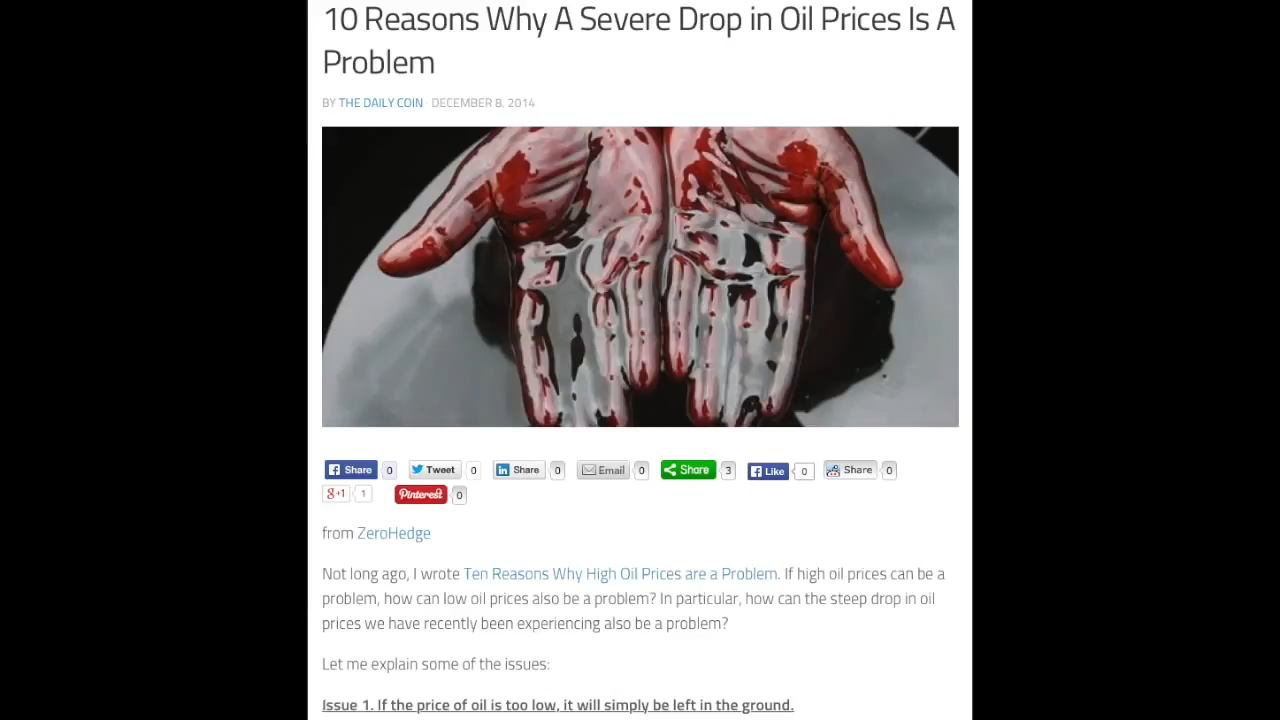 10 Reasons Why A Severe Drop in Oil Prices Is A
Problem
BY THE DAILY COIN · DECEMBER 8, 2014
Share 0 Tweet 0 in Share 0 Email 0 Share 3 Like 0 Share 0
g+1 1 Pinterest 0
from ZeroHedge
Not long ago, I wrote Ten Reasons Why High Oil Prices are a Problem. If high oil prices can be a
problem, how can low oil prices also be a problem? In particular, how can the steep drop in oil
prices we have recently been experiencing also be a problem?
Let me explain some of the issues:
Issue 1. If the price of oil is too low, it will simply be left in the ground.